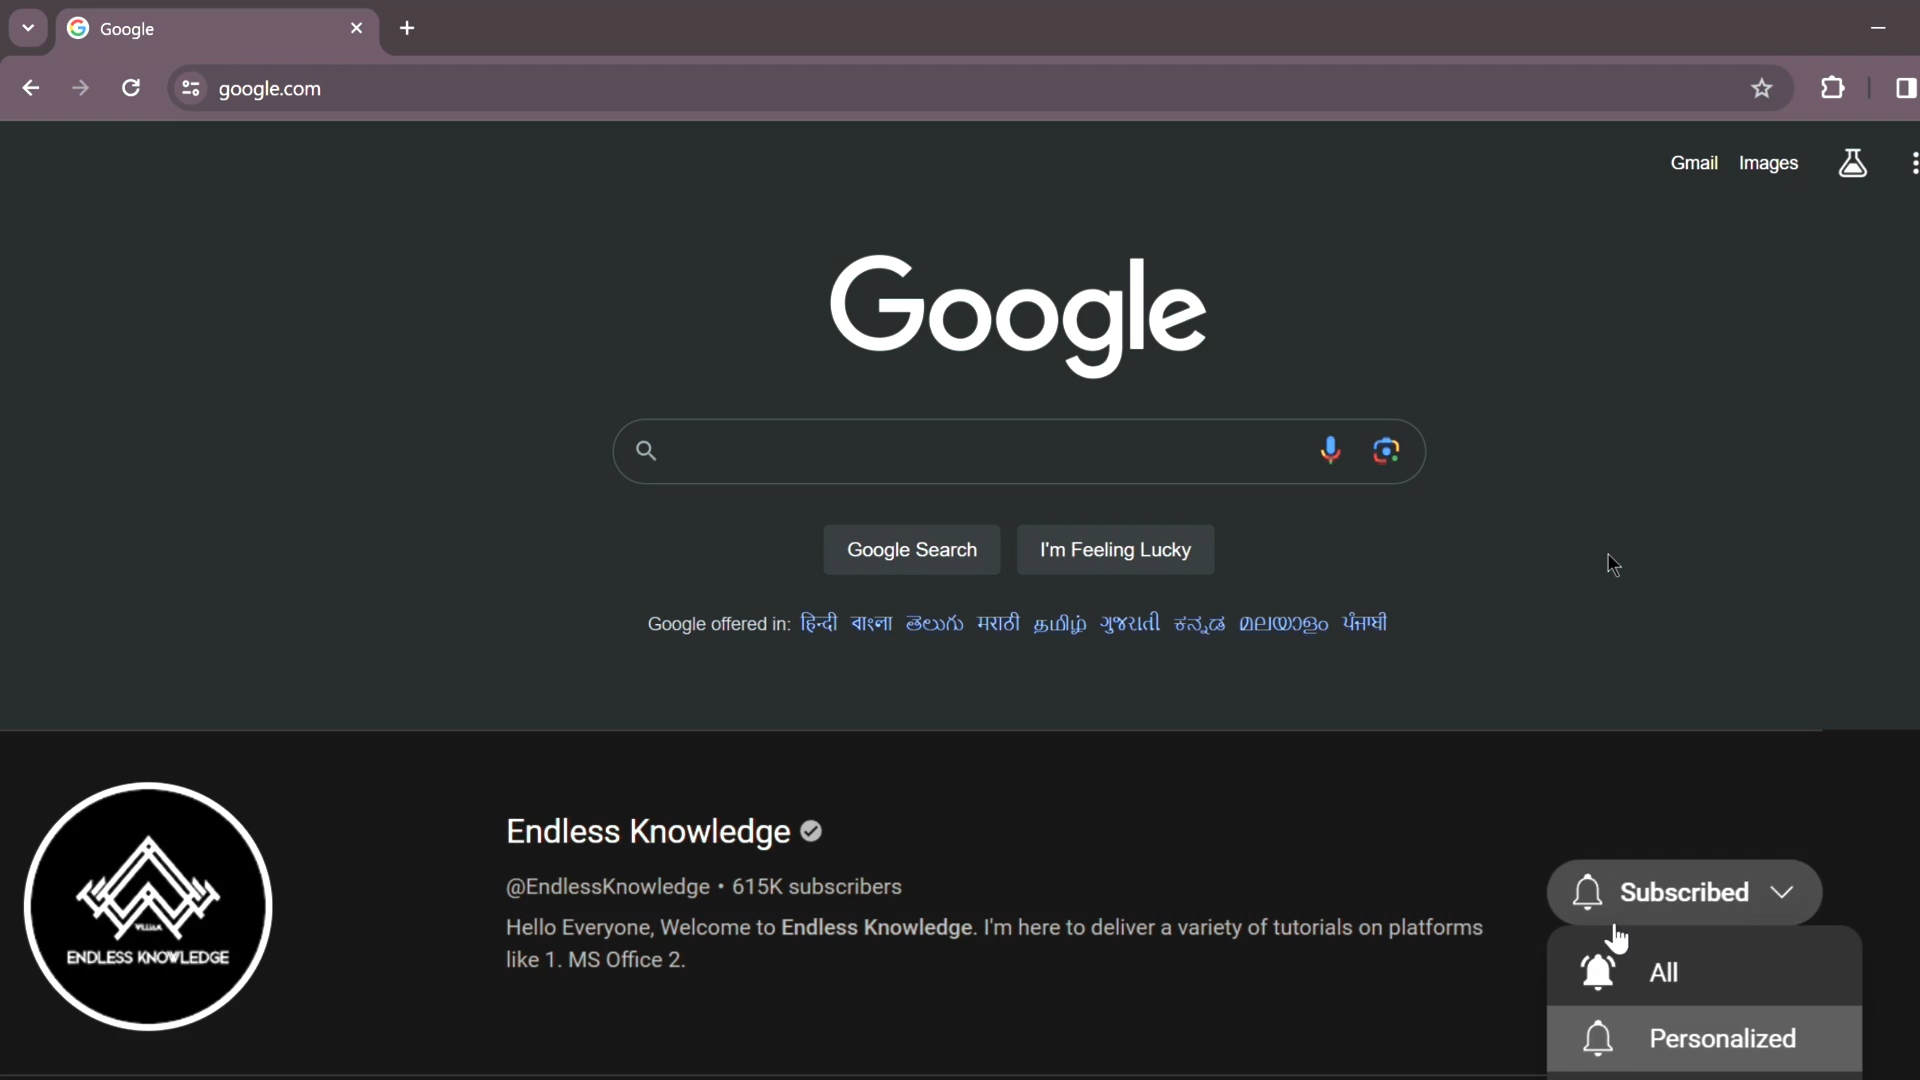 Google
google.com
Gmail Images
Google
Google Search I'm Feeling Lucky
Google offered in: हिन्दी বাংলা తెలుగు मराठी தமிழ் ગુજરાતી ಕನ್ನಡ മലയാളം ਪੰਜਾਬੀ
Endless Knowledge
@EndlessKnowledge • 615K subscribers
Hello Everyone, Welcome to Endless Knowledge. I'm here to deliver a variety of tutorials on platforms
like 1. MS Office 2.
ENDLESS KNOWLEDGE
Subscribed
All
Personalized